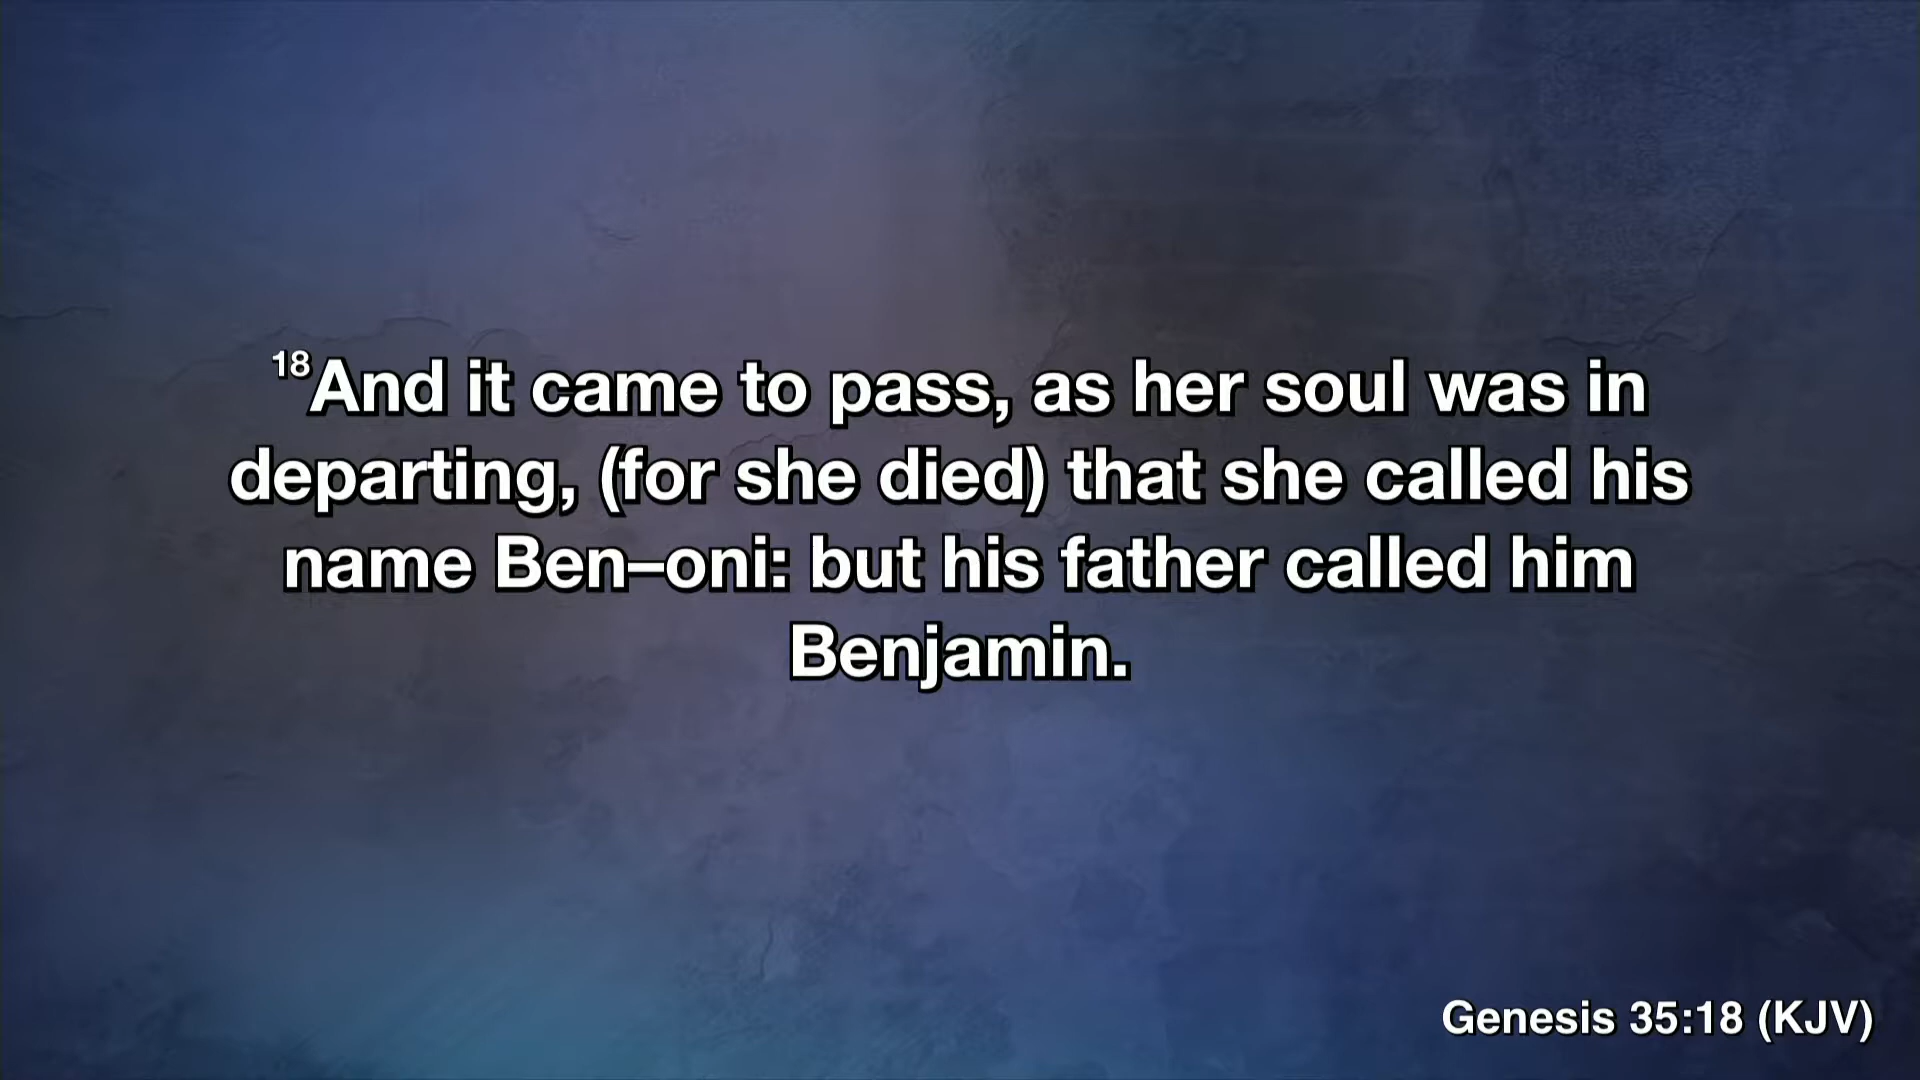 18And it came to pass, as her soul was in
departing, (for she died) that she called his
name Ben–oni: but his father called him
Benjamin.
Genesis 35:18 (KJV)